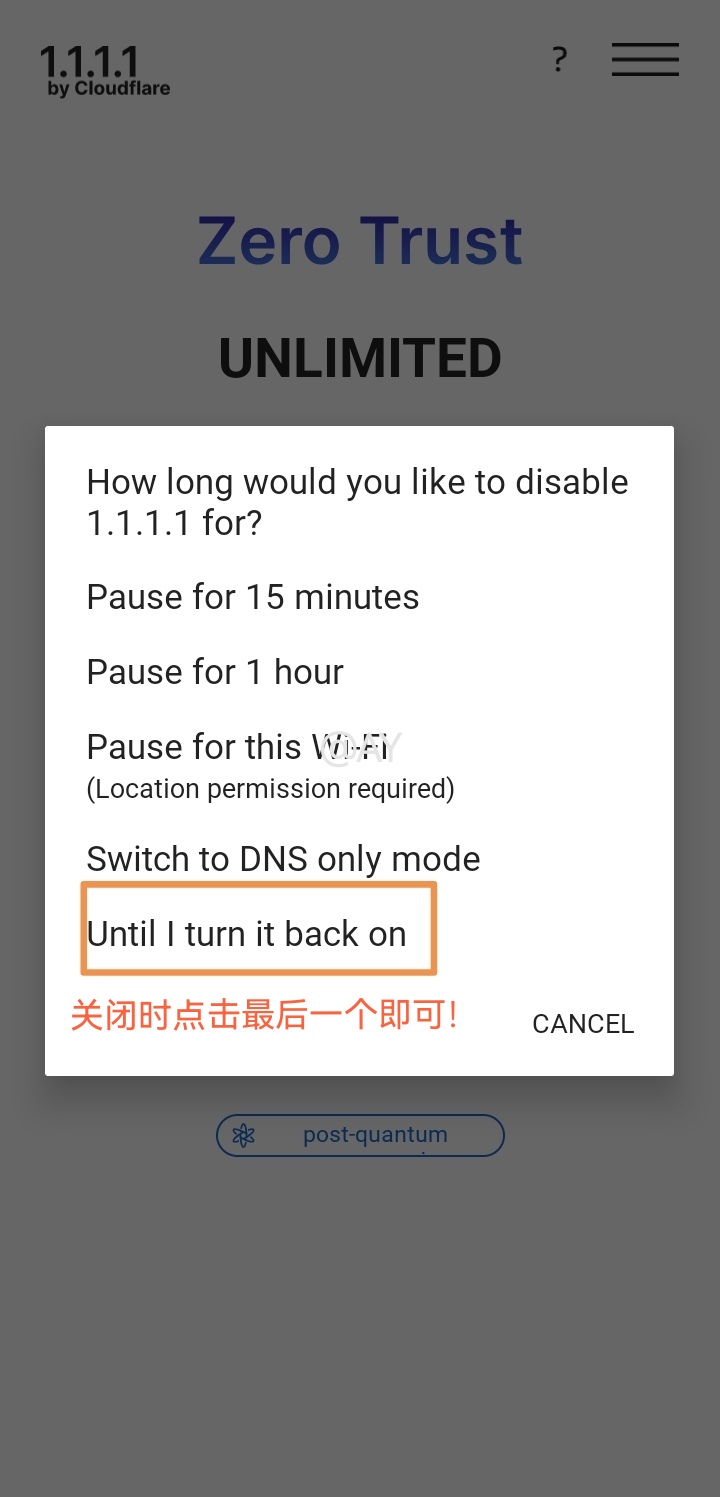 1.1.1.1
by Cloudflare
?
Zero Trust
UNLIMITED
How long would you like to disable
1.1.1.1 for?
Pause for 15 minutes
Pause for 1 hour
Pause for this Wi-Fi
@AY
(Location permission required)
Switch to DNS only mode
Until I turn it back on
关闭时点击最后一个即可!
CANCEL
post-quantum